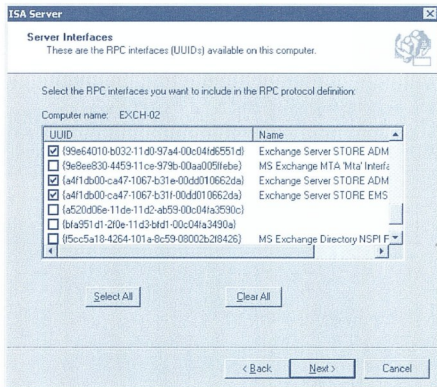 ISA Server
Server Interfaces
These are the RPC interfaces (UUIDs) available on this computer.
Select the RPC interfaces you want to include in the RPC protocol definition:
Computer name: EXCH-02
UUID Name
{99e64010-b032-11d0-97a4-00c04fd6551d} Exchange Server STORE ADM
{9e8ee830-4459-11ce-979b-00aa005ffebe} MS Exchange MTA 'Mta' Interfa
{a4f1db00-ca47-1067-b31e-00dd010662da} Exchange Server STORE ADM
{a4f1db00-ca47-1067-b31f-00dd010662da} Exchange Server STORE EMS
{a520d06e-11de-11d2-ab59-00c04fa3590c}
{bfa951d1-2f0e-11d3-bfd1-00c04fa3490a}
{f5cc5a18-4264-101a-8c59-08002b2f8426} MS Exchange Directory NSPI P
Select All Clear All
< Back Next > Cancel